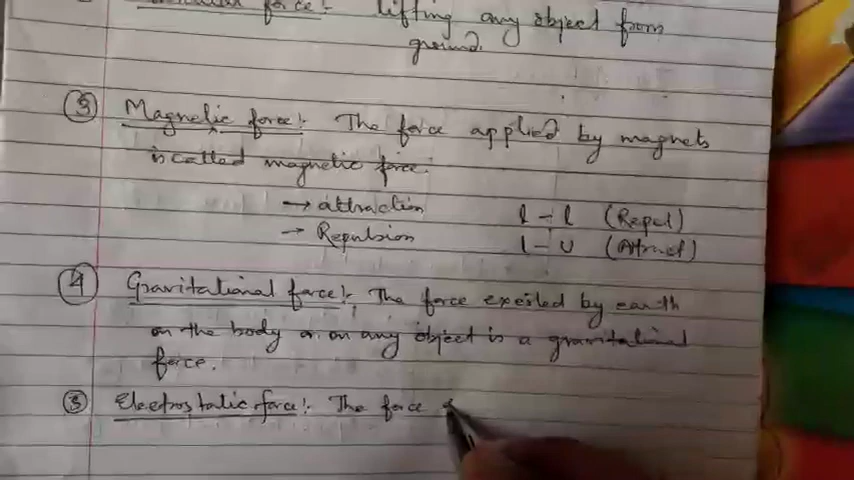 force:- lifting any object from
ground.
③ Magnetic force:- The force applied by magnets
is called magnetic force.
→ attraction l - l (Repel)
→ Repulsion l - u (Attract)
④ Gravitational force:- The force exerted by earth
on the body or on any object is a gravitational
force.
⑤ Electrostatic force:- The force